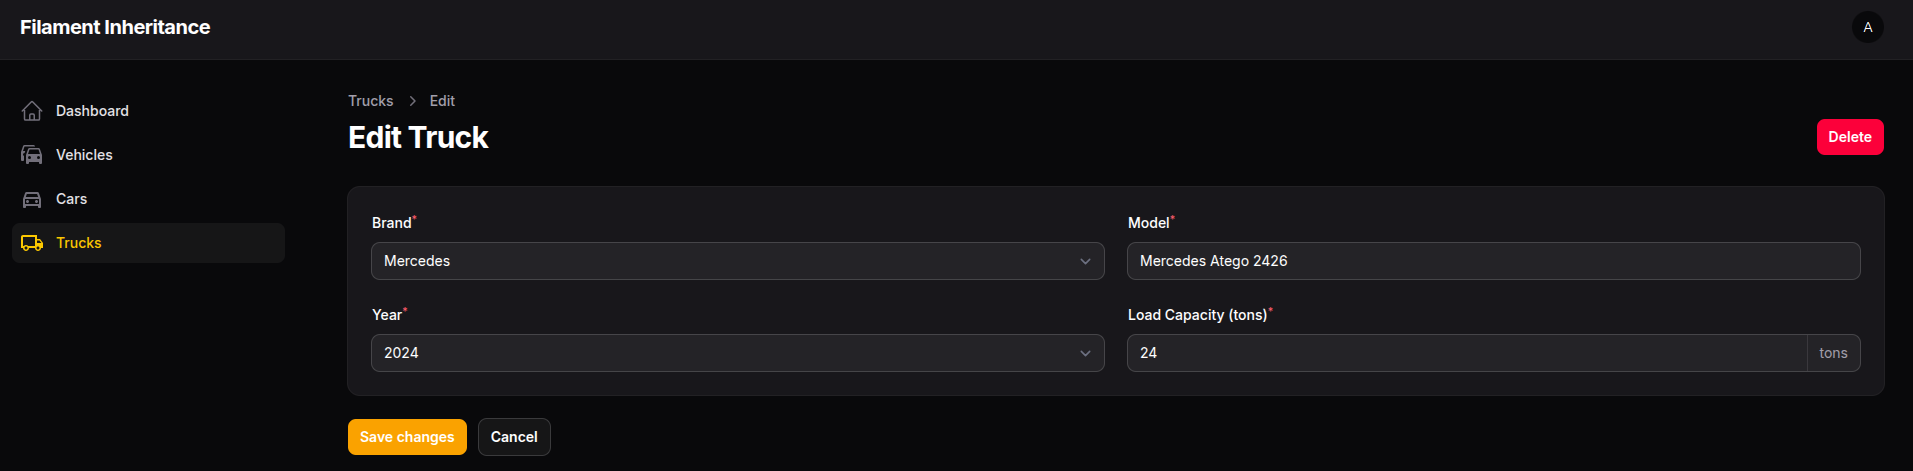 Filament Inheritance
A
Dashboard
Vehicles
Cars
Trucks
Trucks > Edit
Edit Truck
Delete
Brand*
Mercedes
Model*
Mercedes Atego 2426
Year*
2024
Load Capacity (tons)*
24
tons
Save changes
Cancel